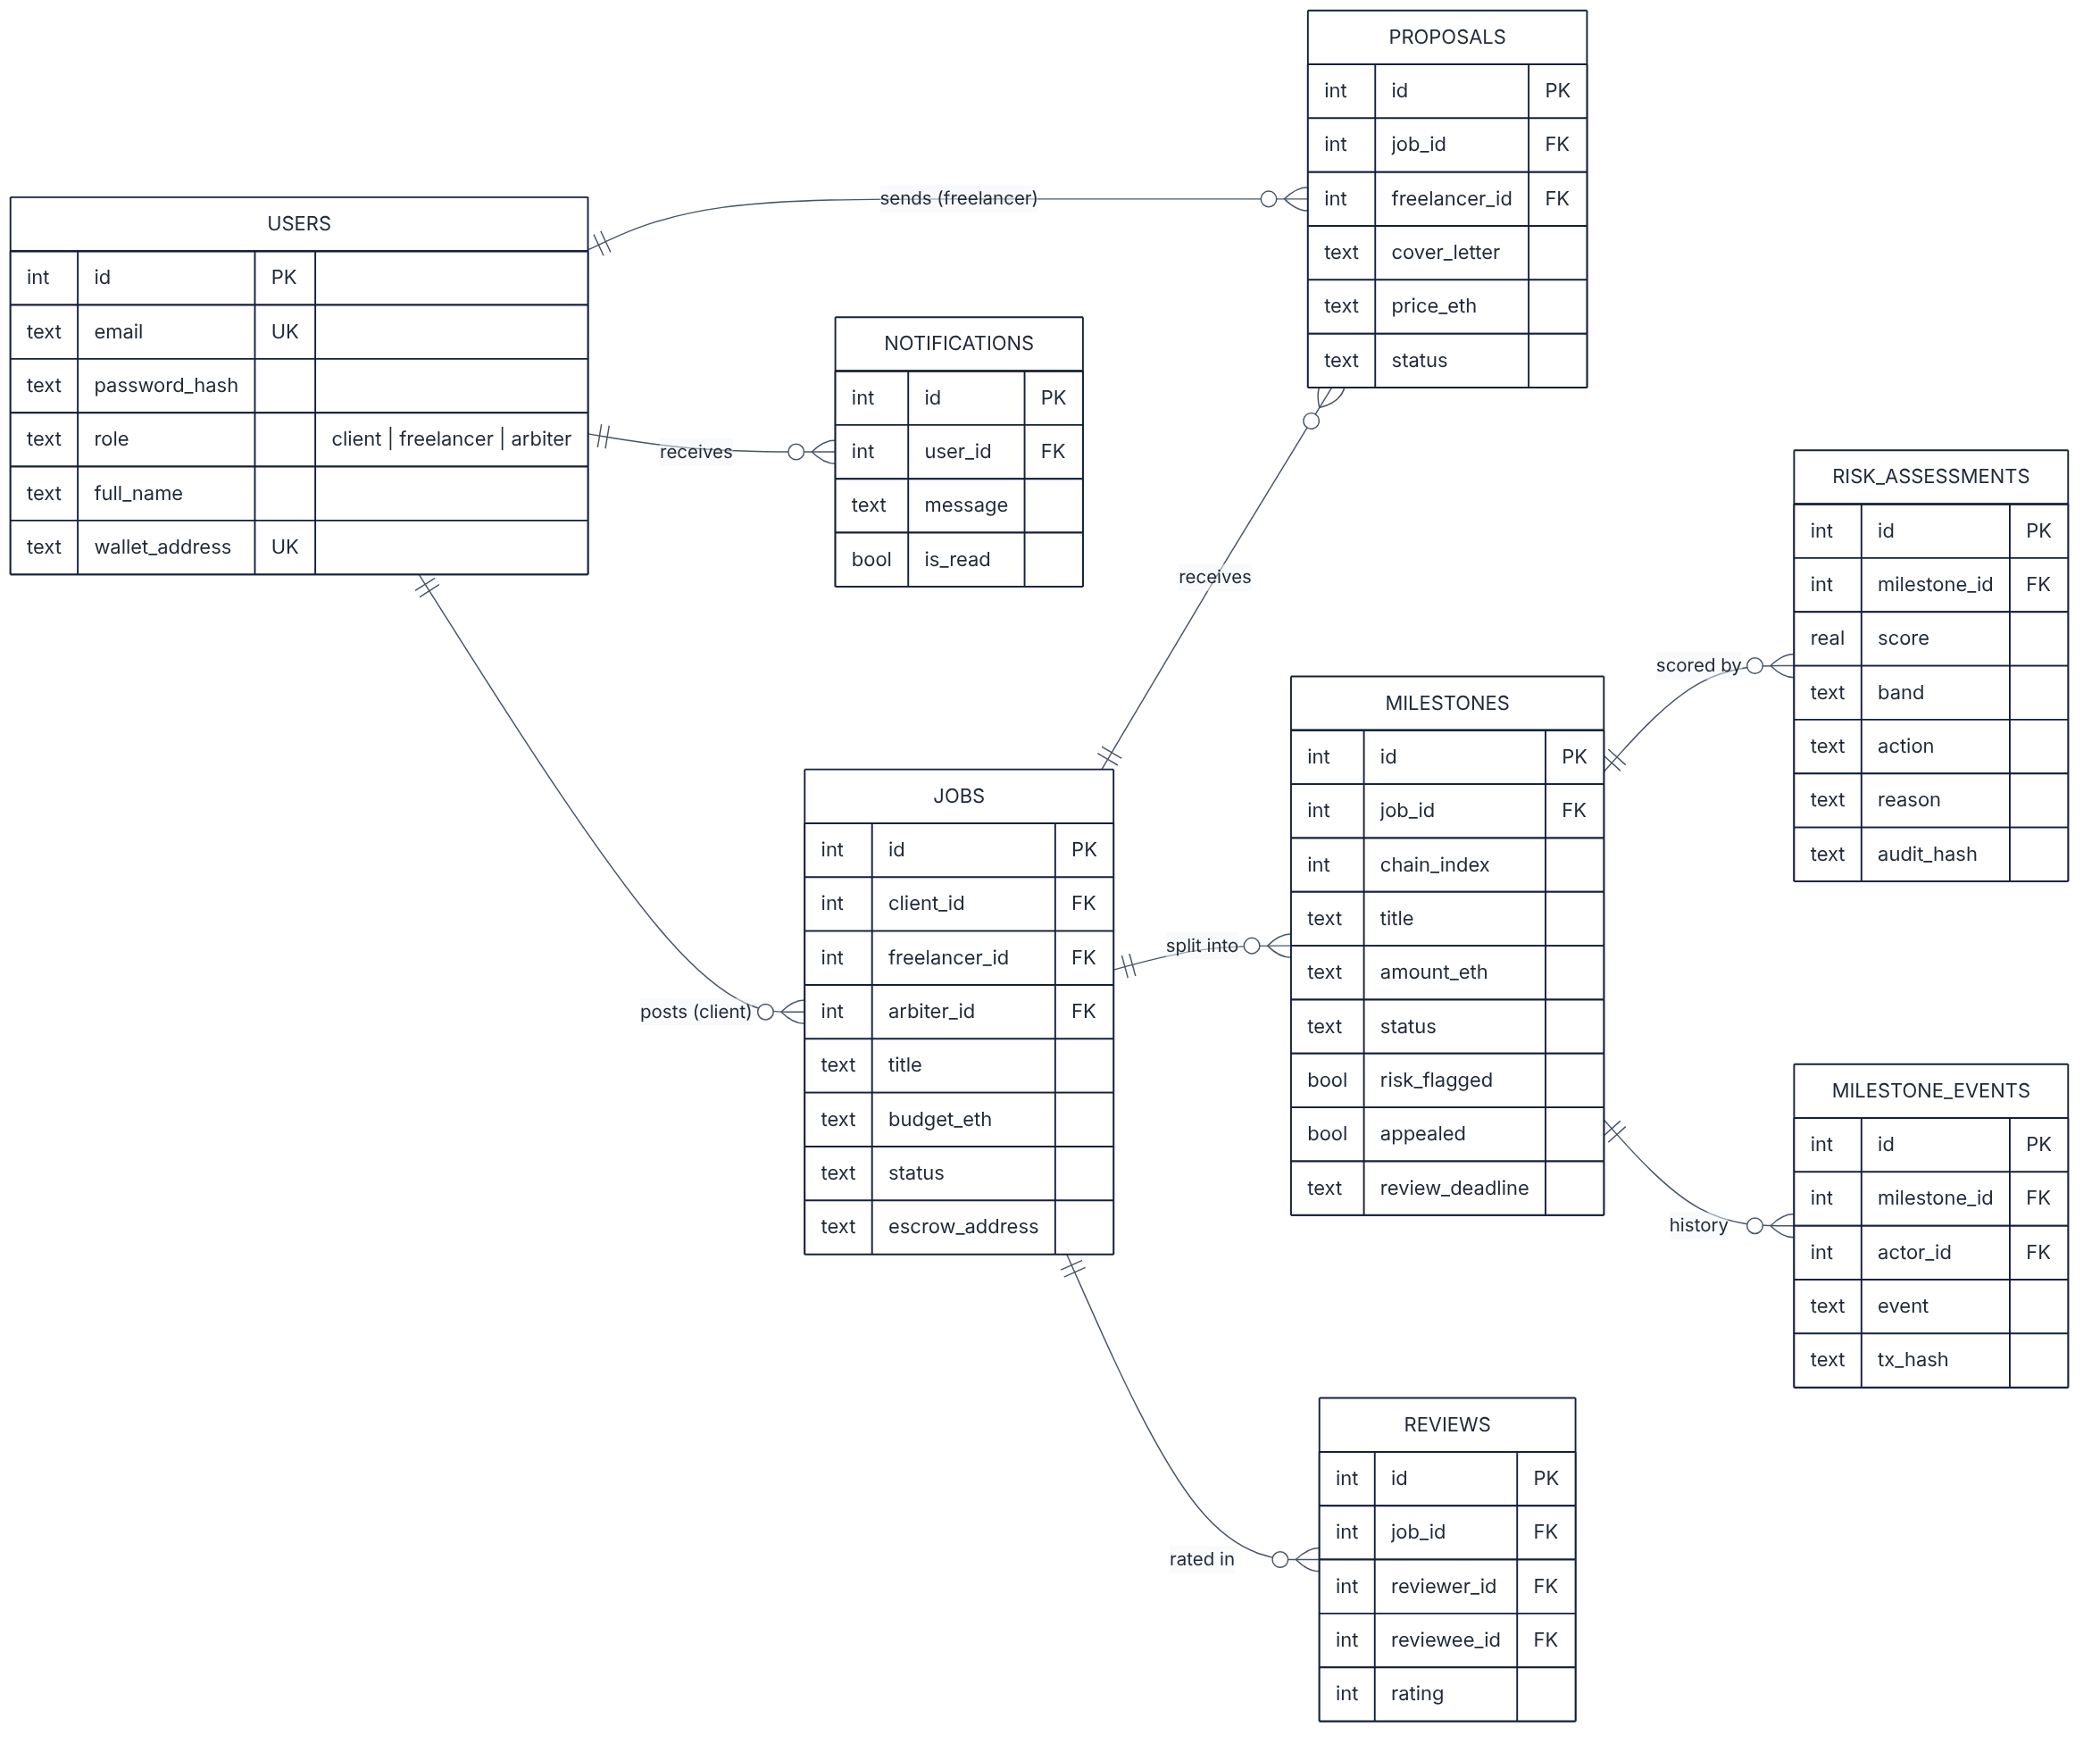 USERS
int id PK
text email UK
text password_hash
text role client | freelancer | arbiter
text full_name
text wallet_address UK
sends (freelancer)
receives
posts (client)
NOTIFICATIONS
int id PK
int user_id FK
text message
bool is_read
PROPOSALS
int id PK
int job_id FK
int freelancer_id FK
text cover_letter
text price_eth
text status
receives
JOBS
int id PK
int client_id FK
int freelancer_id FK
int arbiter_id FK
text title
text budget_eth
text status
text escrow_address
split into
rated in
MILESTONES
int id PK
int job_id FK
int chain_index
text title
text amount_eth
text status
bool risk_flagged
bool appealed
text review_deadline
scored by
history
RISK_ASSESSMENTS
int id PK
int milestone_id FK
real score
text band
text action
text reason
text audit_hash
MILESTONE_EVENTS
int id PK
int milestone_id FK
int actor_id FK
text event
text tx_hash
REVIEWS
int id PK
int job_id FK
int reviewer_id FK
int reviewee_id FK
int rating